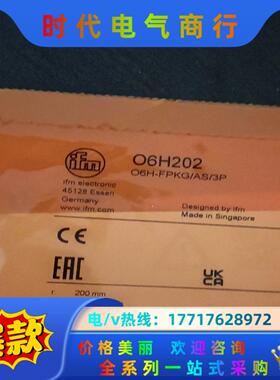 时代电气商行
ifm
O6H202
O6H-FPKG/AS/3P
ifm electronic
45128 Essen
Germany
www.ifm.com
Designed by ifm
Made in Singapore
CE
EAC
UK
CA
200 mm
爆款
电/v热线：17717628972
价格美丽 欢迎咨询
全系列一站式采购